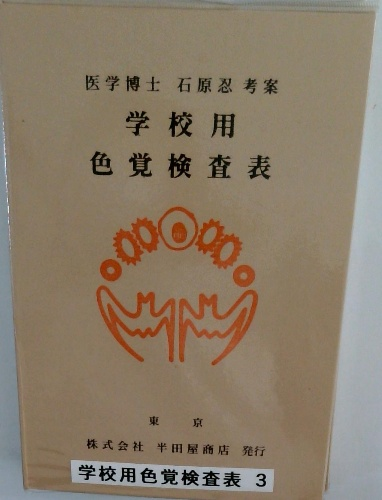 医学博士 石原忍 考案
学校用
色覚検査表
東京
株式会社 半田屋商店 発行
学校用色覚検査表 3